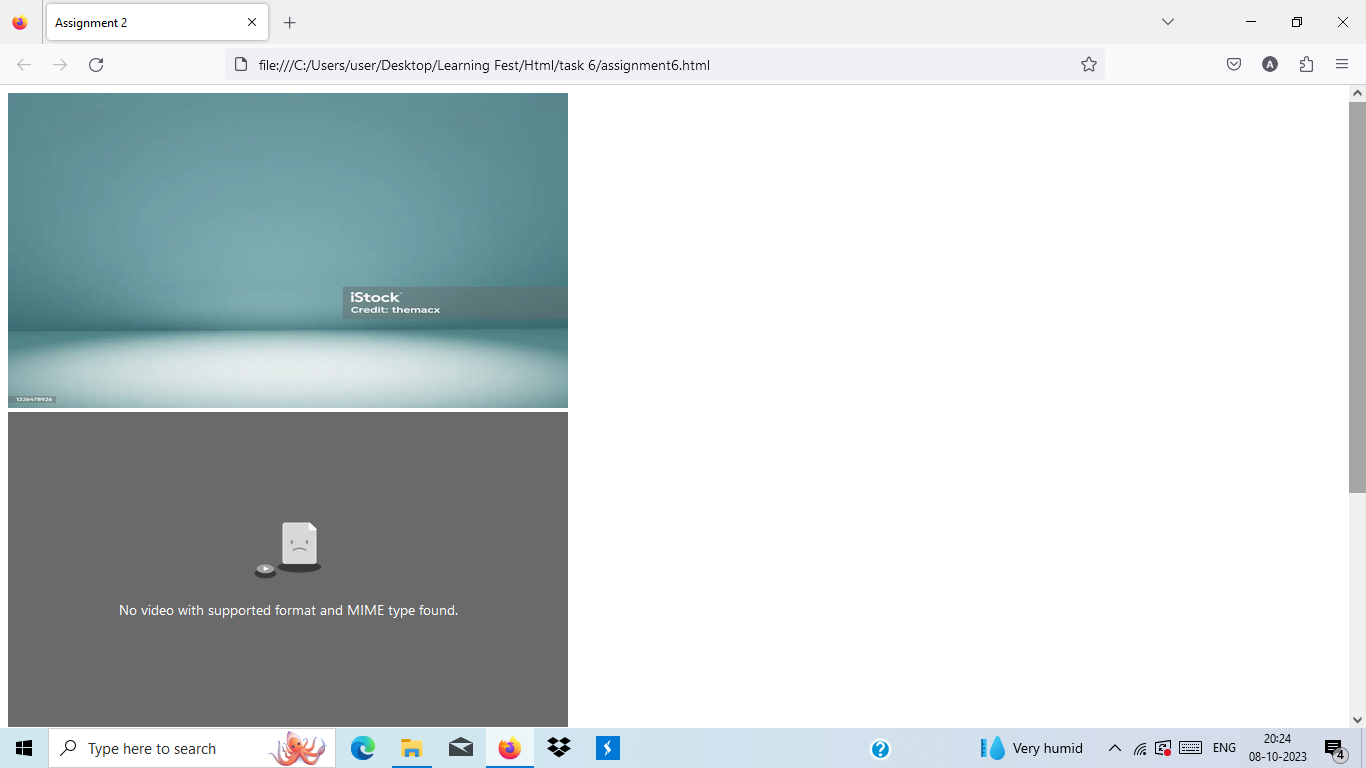 Assignment 2
file:///C:/Users/user/Desktop/Learning Fest/Html/task 6/assignment6.html
A
iStock™
Credit: themacx
1226478926
No video with supported format and MIME type found.
Type here to search
Very humid
ENG
20:24
08-10-2023
4